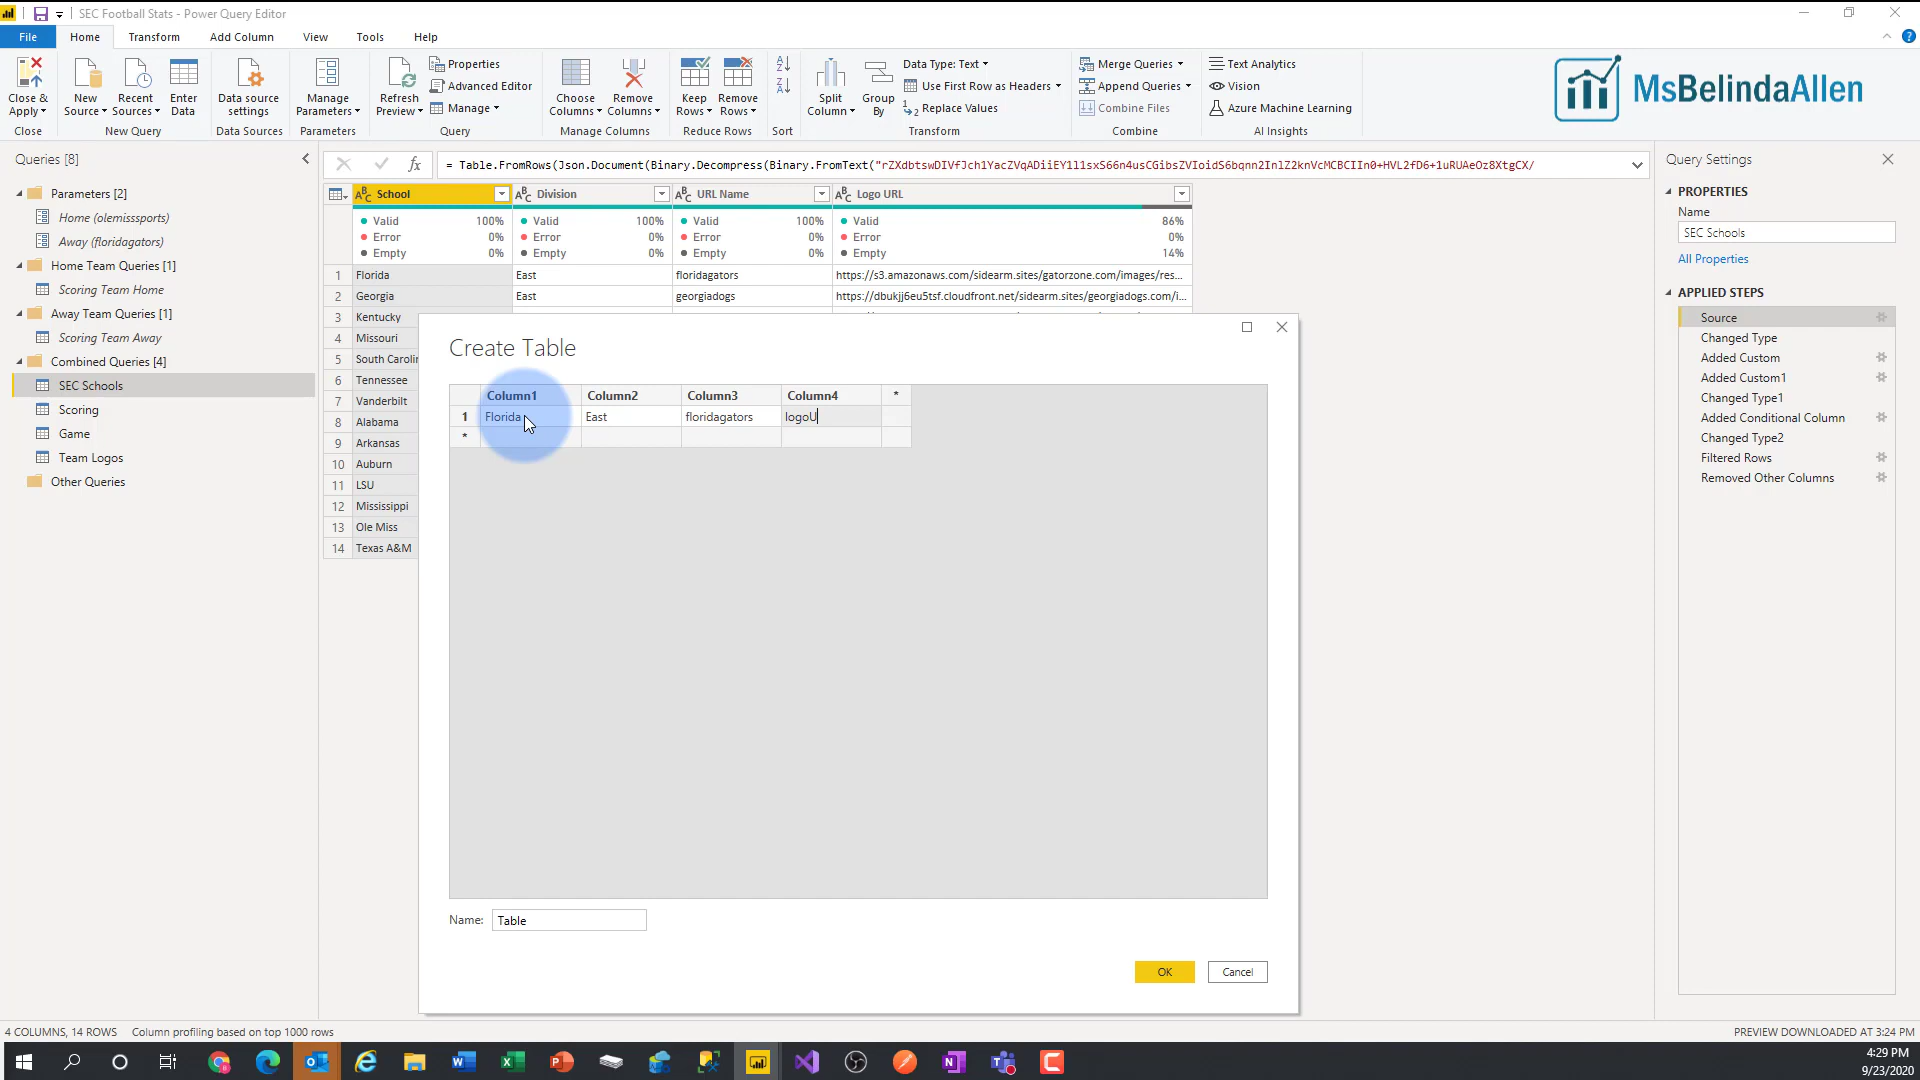 SEC Football Stats - Power Query Editor
File Home Transform Add Column View Tools Help
Close & Apply
Close
New Source
Recent Sources
Enter Data
New Query
Data source settings
Data Sources
Manage Parameters
Parameters
Refresh Preview
Properties
Advanced Editor
Manage
Query
Choose Columns
Remove Columns
Manage Columns
Keep Rows
Remove Rows
Reduce Rows
Sort
Split Column
Group By
Data Type: Text
Use First Row as Headers
Replace Values
Transform
Merge Queries
Append Queries
Combine Files
Combine
Text Analytics
Vision
Azure Machine Learning
AI Insights
MsBelindaAllen
Queries [8]
Parameters [2]
Home (olemisssports)
Away (floridagators)
Home Team Queries [1]
Scoring Team Home
Away Team Queries [1]
Scoring Team Away
Combined Queries [4]
SEC Schools
Scoring
Game
Team Logos
Other Queries
School Division URL Name Logo URL
Valid 100% Valid 100% Valid 100% Valid 86%
Error 0% Error 0% Error 0% Error 0%
Empty 0% Empty 0% Empty 0% Empty 14%
1 Florida East floridagators https://s3.amazonaws.com/sidearm.sites/gatorzone.com/images/res...
2 Georgia East georgiadogs https://dbukjj6eu5tsf.cloudfront.net/sidearm.sites/georgiadogs.com/i...
3 Kentucky
4 Missouri
5 South Carolin
6 Tennessee
7 Vanderbilt
8 Alabama
9 Arkansas
10 Auburn
11 LSU
12 Mississippi
13 Ole Miss
14 Texas A&M
Create Table
Column1 Column2 Column3 Column4 *
1 Florida East floridagators logoU
*
Name: Table
OK Cancel
Query Settings
PROPERTIES
Name
SEC Schools
All Properties
APPLIED STEPS
Source
Changed Type
Added Custom
Added Custom1
Changed Type1
Added Conditional Column
Changed Type2
Filtered Rows
Removed Other Columns
4 COLUMNS, 14 ROWS Column profiling based on top 1000 rows
PREVIEW DOWNLOADED AT 3:24 PM
4:29 PM
9/23/2020